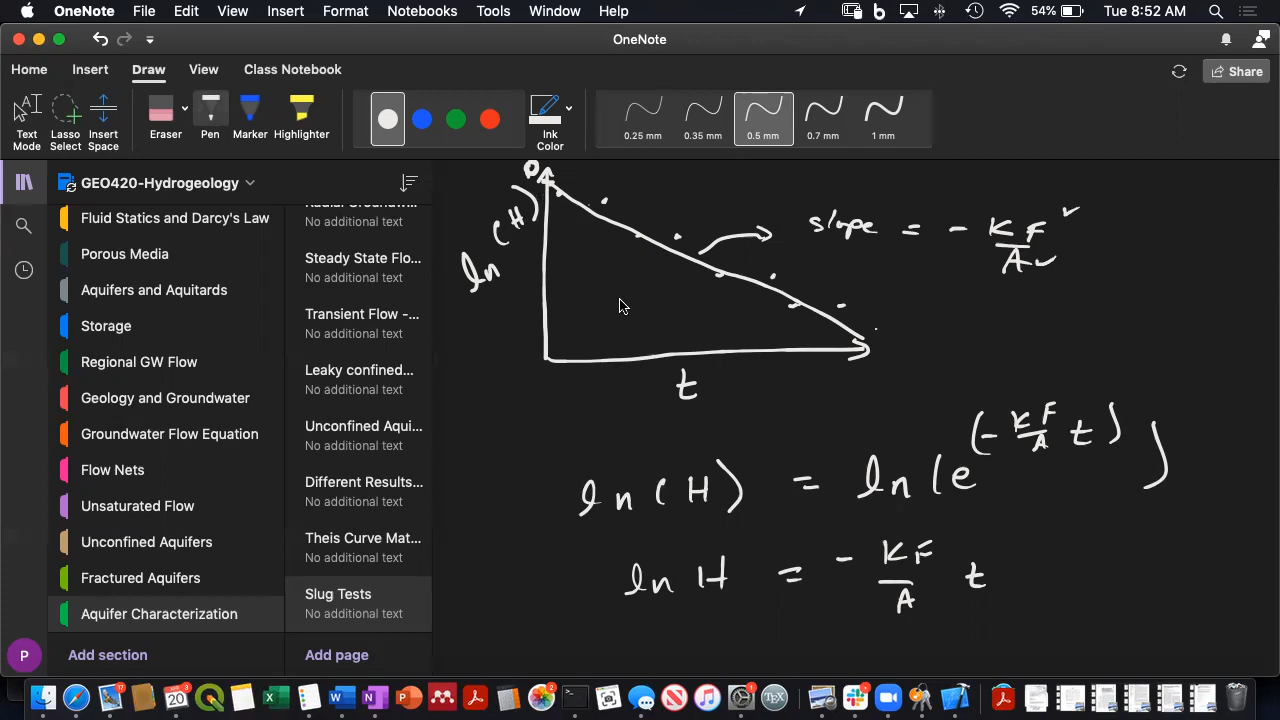 OneNote File Edit View Insert Format Notebooks Tools Window Help 54% Tue 8:52 AM
OneNote
Home Insert Draw View Class Notebook Share
Text Mode Lasso Select Insert Space Eraser Pen Marker Highlighter Ink Color 0.25 mm 0.35 mm 0.5 mm 0.7 mm 1 mm
GEO420-Hydrogeology
Fluid Statics and Darcy's Law
Porous Media
Aquifers and Aquitards
Storage
Regional GW Flow
Geology and Groundwater
Groundwater Flow Equation
Flow Nets
Unsaturated Flow
Unconfined Aquifers
Fractured Aquifers
Aquifer Characterization
P
Add section
No additional text
Steady State Flo...
No additional text
Transient Flow -...
No additional text
Leaky confined...
No additional text
Unconfined Aqui...
No additional text
Different Results...
No additional text
Theis Curve Mat...
No additional text
Slug Tests
No additional text
Add page
ln (H)
t
slope = - KF/A
ln (H) = ln (e^(-KF/A t))
ln H = - KF/A t